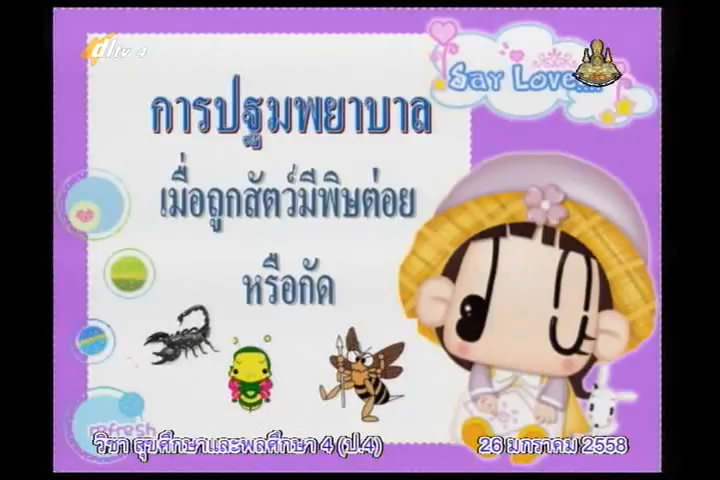 dltv 4
Say Love....
การปฐมพยาบาล
เมื่อถูกสัตว์มีพิษต่อย
หรือกัด
refresh
วิชา สุขศึกษาและพลศึกษา 4 (ป.4)
26 มกราคม 2558